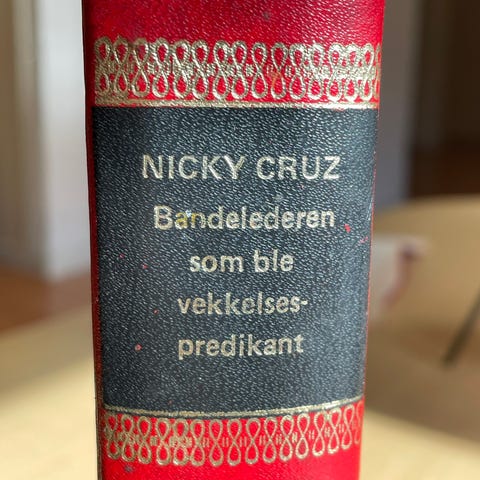 NICKY CRUZ
Bandelederen
som ble
vekkelses-
predikant